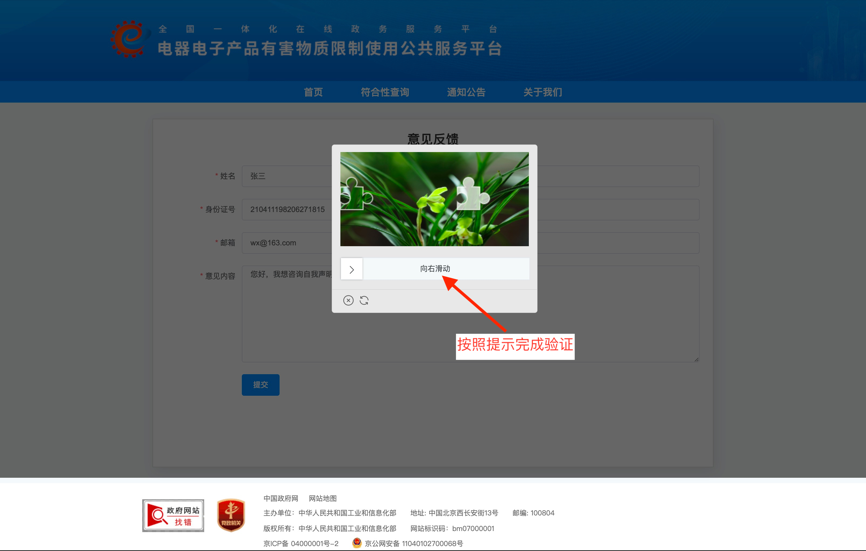 全国一体化在线政务服务平台
电器电子产品有害物质限制使用公共服务平台
首页 符合性查询 通知公告 关于我们
意见反馈
* 姓名 张三
* 身份证号 210411198206271815
* 邮箱 wx@163.com
* 意见内容 您好，我想咨询自我声明
向右滑动
按照提示完成验证
提交
政府网站
找错
党政机关
中国政府网 网站地图
主办单位：中华人民共和国工业和信息化部 地址: 中国北京西长安街13号 邮编: 100804
版权所有：中华人民共和国工业和信息化部 网站标识码：bm07000001
京ICP备 04000001号-2 京公网安备 11040102700068号